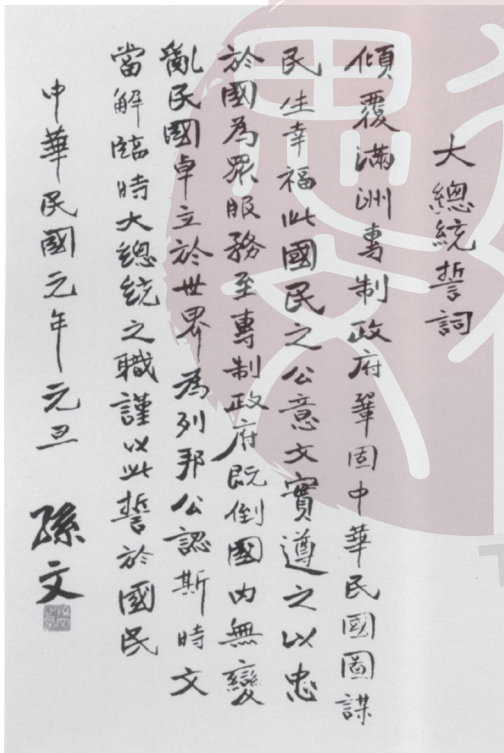 大總統誓詞
傾覆滿洲專制政府鞏固中華民國圖謀
民生幸福此國民之公意文實遵之以忠
於國為眾服務至專制政府既倒國內無變
亂民國卓立於世界為列邦公認斯時文
當解臨時大總統之職謹以此誓於國民
中華民國元年元旦 孫文